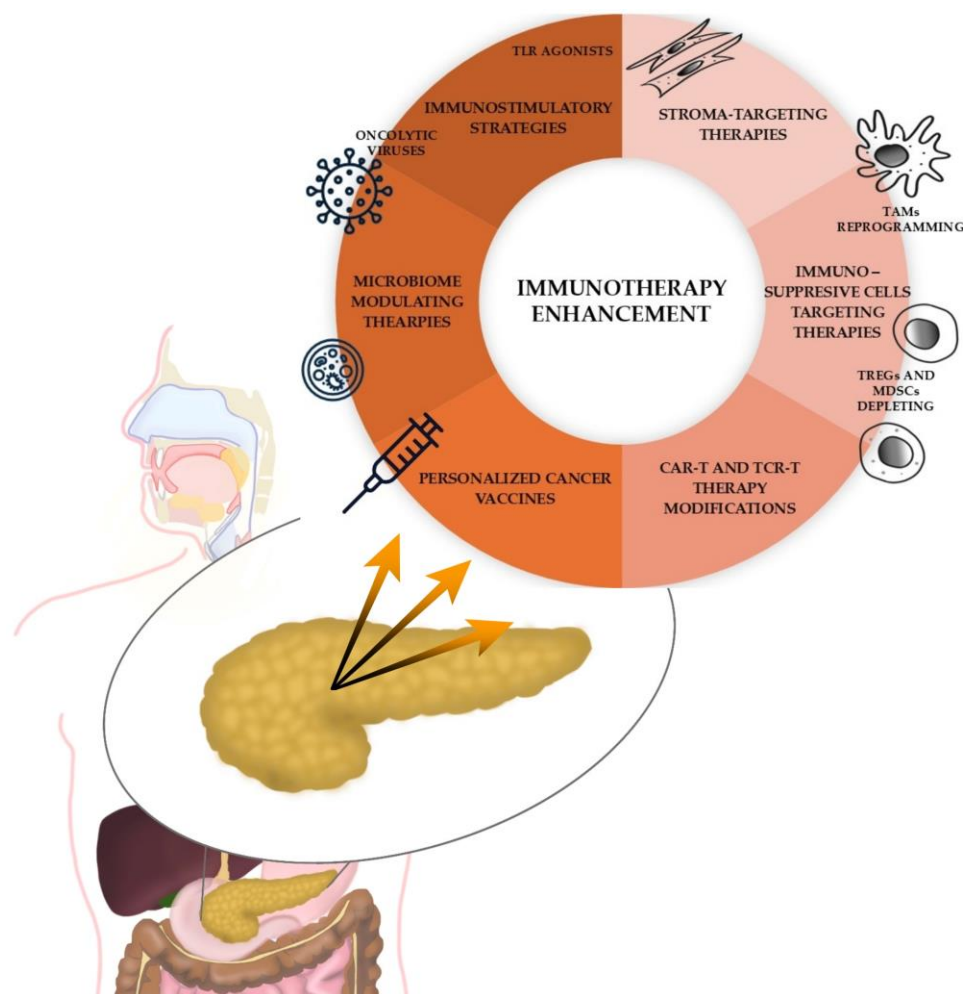 TLR AGONISTS
IMMUNOSTIMULATORY
STRATEGIES
ONCOLYTIC
VIRUSES
STROMA-TARGETING
THERAPIES
TAMs
REPROGRAMMING
MICROBIOME
MODULATING
THEARPIES
IMMUNOTHERAPY
ENHANCEMENT
IMMUNO –
SUPPRESIVE CELLS
TARGETING
THERAPIES
TREGs AND
MDSCs
DEPLETING
PERSONALIZED CANCER
VACCINES
CAR-T AND TCR-T
THERAPY
MODIFICATIONS